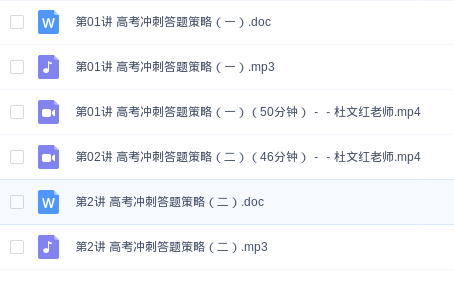 第01讲 高考冲刺答题策略（一）.doc
第01讲 高考冲刺答题策略（一）.mp3
第01讲 高考冲刺答题策略（一）（50分钟）- - 杜文红老师.mp4
第02讲 高考冲刺答题策略（二）（46分钟）- - 杜文红老师.mp4
第2讲 高考冲刺答题策略（二）.doc
第2讲 高考冲刺答题策略（二）.mp3